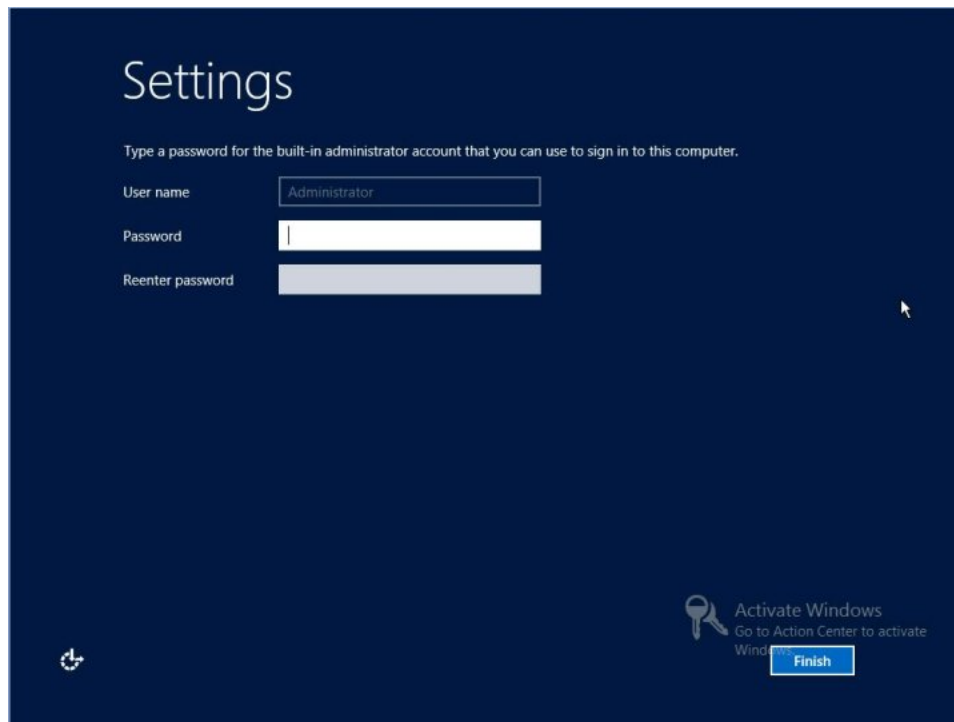 Settings
Type a password for the built-in administrator account that you can use to sign in to this computer.
User name
Administrator
Password
Reenter password
Activate Windows
Go to Action Center to activate
Windows.
Finish